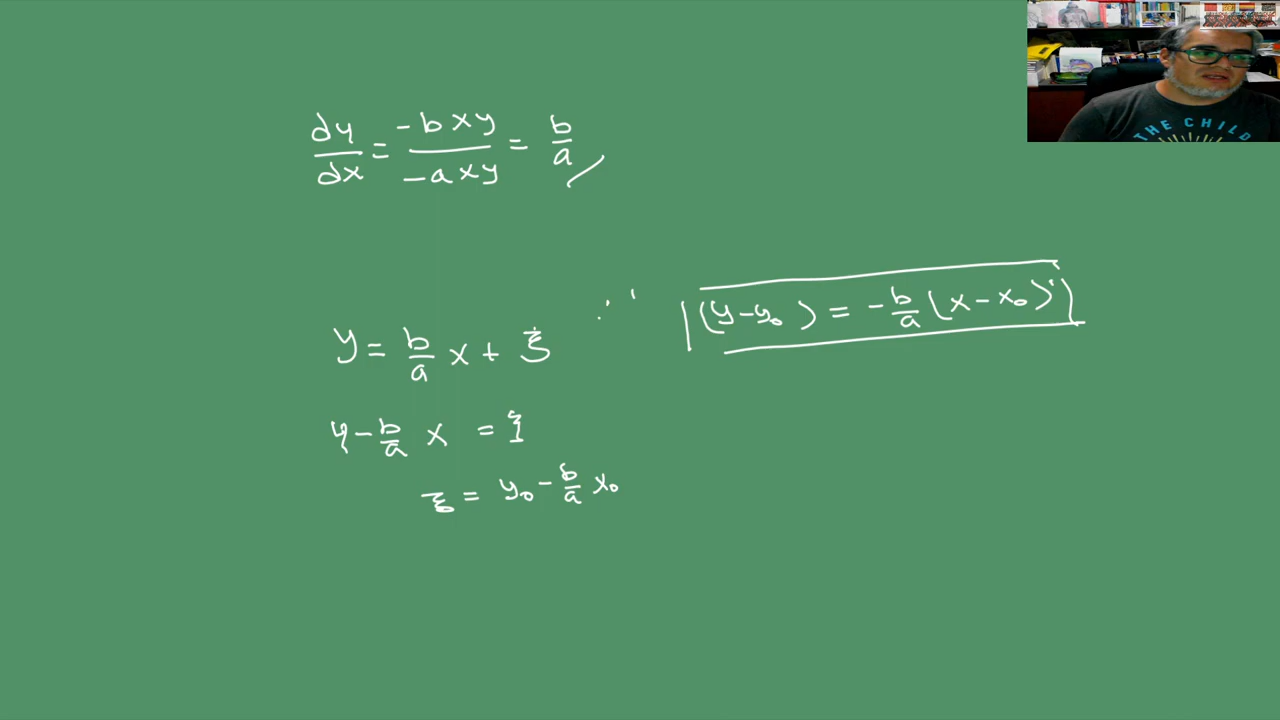 dy/dx = -bxy/-axy = b/a
(y-y₀) = -b/a (x-x₀)
y = b/a x + ξ
y - b/a x = ξ
ξ = y₀ - b/a x₀
THE CHILD